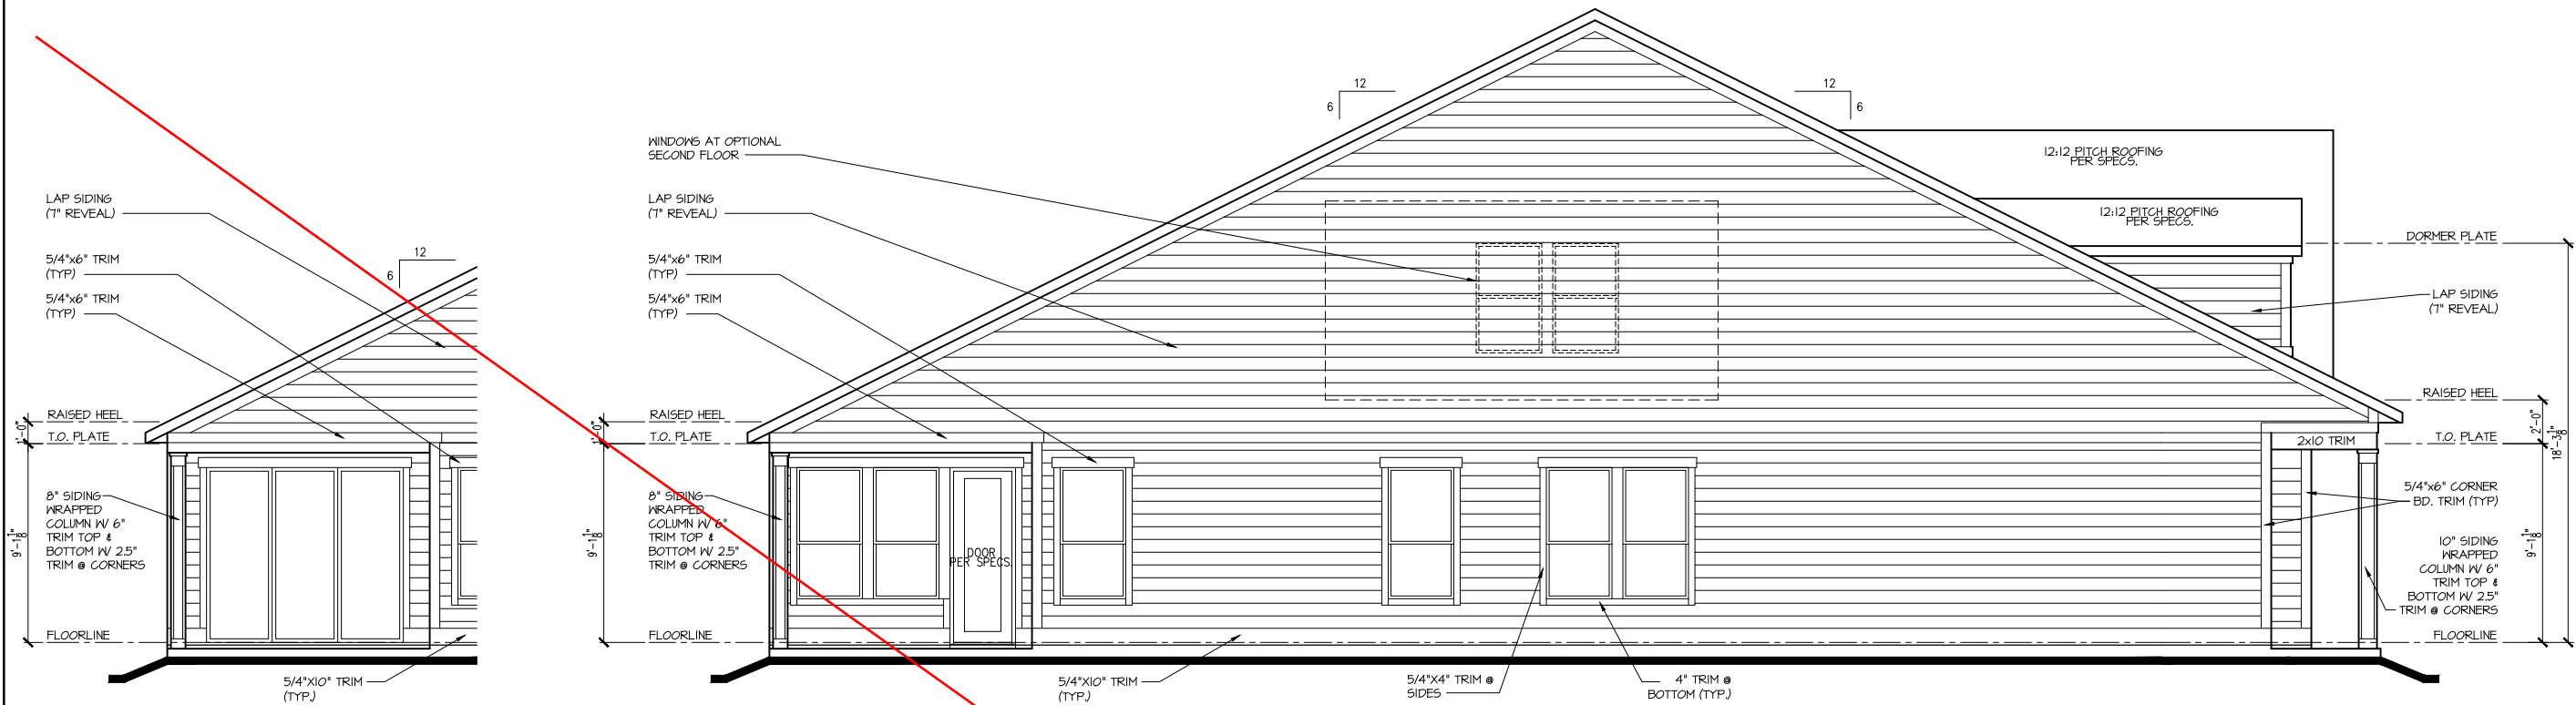 LAP SIDING
(7" REVEAL)
5/4"x6" TRIM
(TYP.)
5/4"x6" TRIM
(TYP.)
12
6
RAISED HEEL
1'-0"
T.O. PLATE
8" SIDING
WRAPPED
COLUMN W/ 6"
TRIM TOP &
BOTTOM W/ 2.5"
TRIM @ CORNERS
9'-1 1/8"
FLOORLINE
5/4"X10" TRIM
(TYP.)
WINDOWS AT OPTIONAL
SECOND FLOOR
LAP SIDING
(7" REVEAL)
5/4"x6" TRIM
(TYP.)
5/4"x6" TRIM
(TYP.)
RAISED HEEL
1'-0"
T.O. PLATE
8" SIDING
WRAPPED
COLUMN W/ 6"
TRIM TOP &
BOTTOM W/ 2.5"
TRIM @ CORNERS
9'-1 1/8"
FLOORLINE
12
6
12
6
DOOR
PER SPECS.
5/4"X10" TRIM
(TYP.)
5/4"X4" TRIM @
SIDES
4" TRIM @
BOTTOM (TYP.)
12:12 PITCH ROOFING
PER SPECS.
12:12 PITCH ROOFING
PER SPECS.
DORMER PLATE
LAP SIDING
(7" REVEAL)
RAISED HEEL
2'-0"
18'-3 1/8"
T.O. PLATE
2x10 TRIM
5/4"x6" CORNER
BD. TRIM (TYP)
10" SIDING
WRAPPED
COLUMN W/ 6"
TRIM TOP &
BOTTOM W/ 2.5"
TRIM @ CORNERS
9'-1 1/8"
FLOORLINE